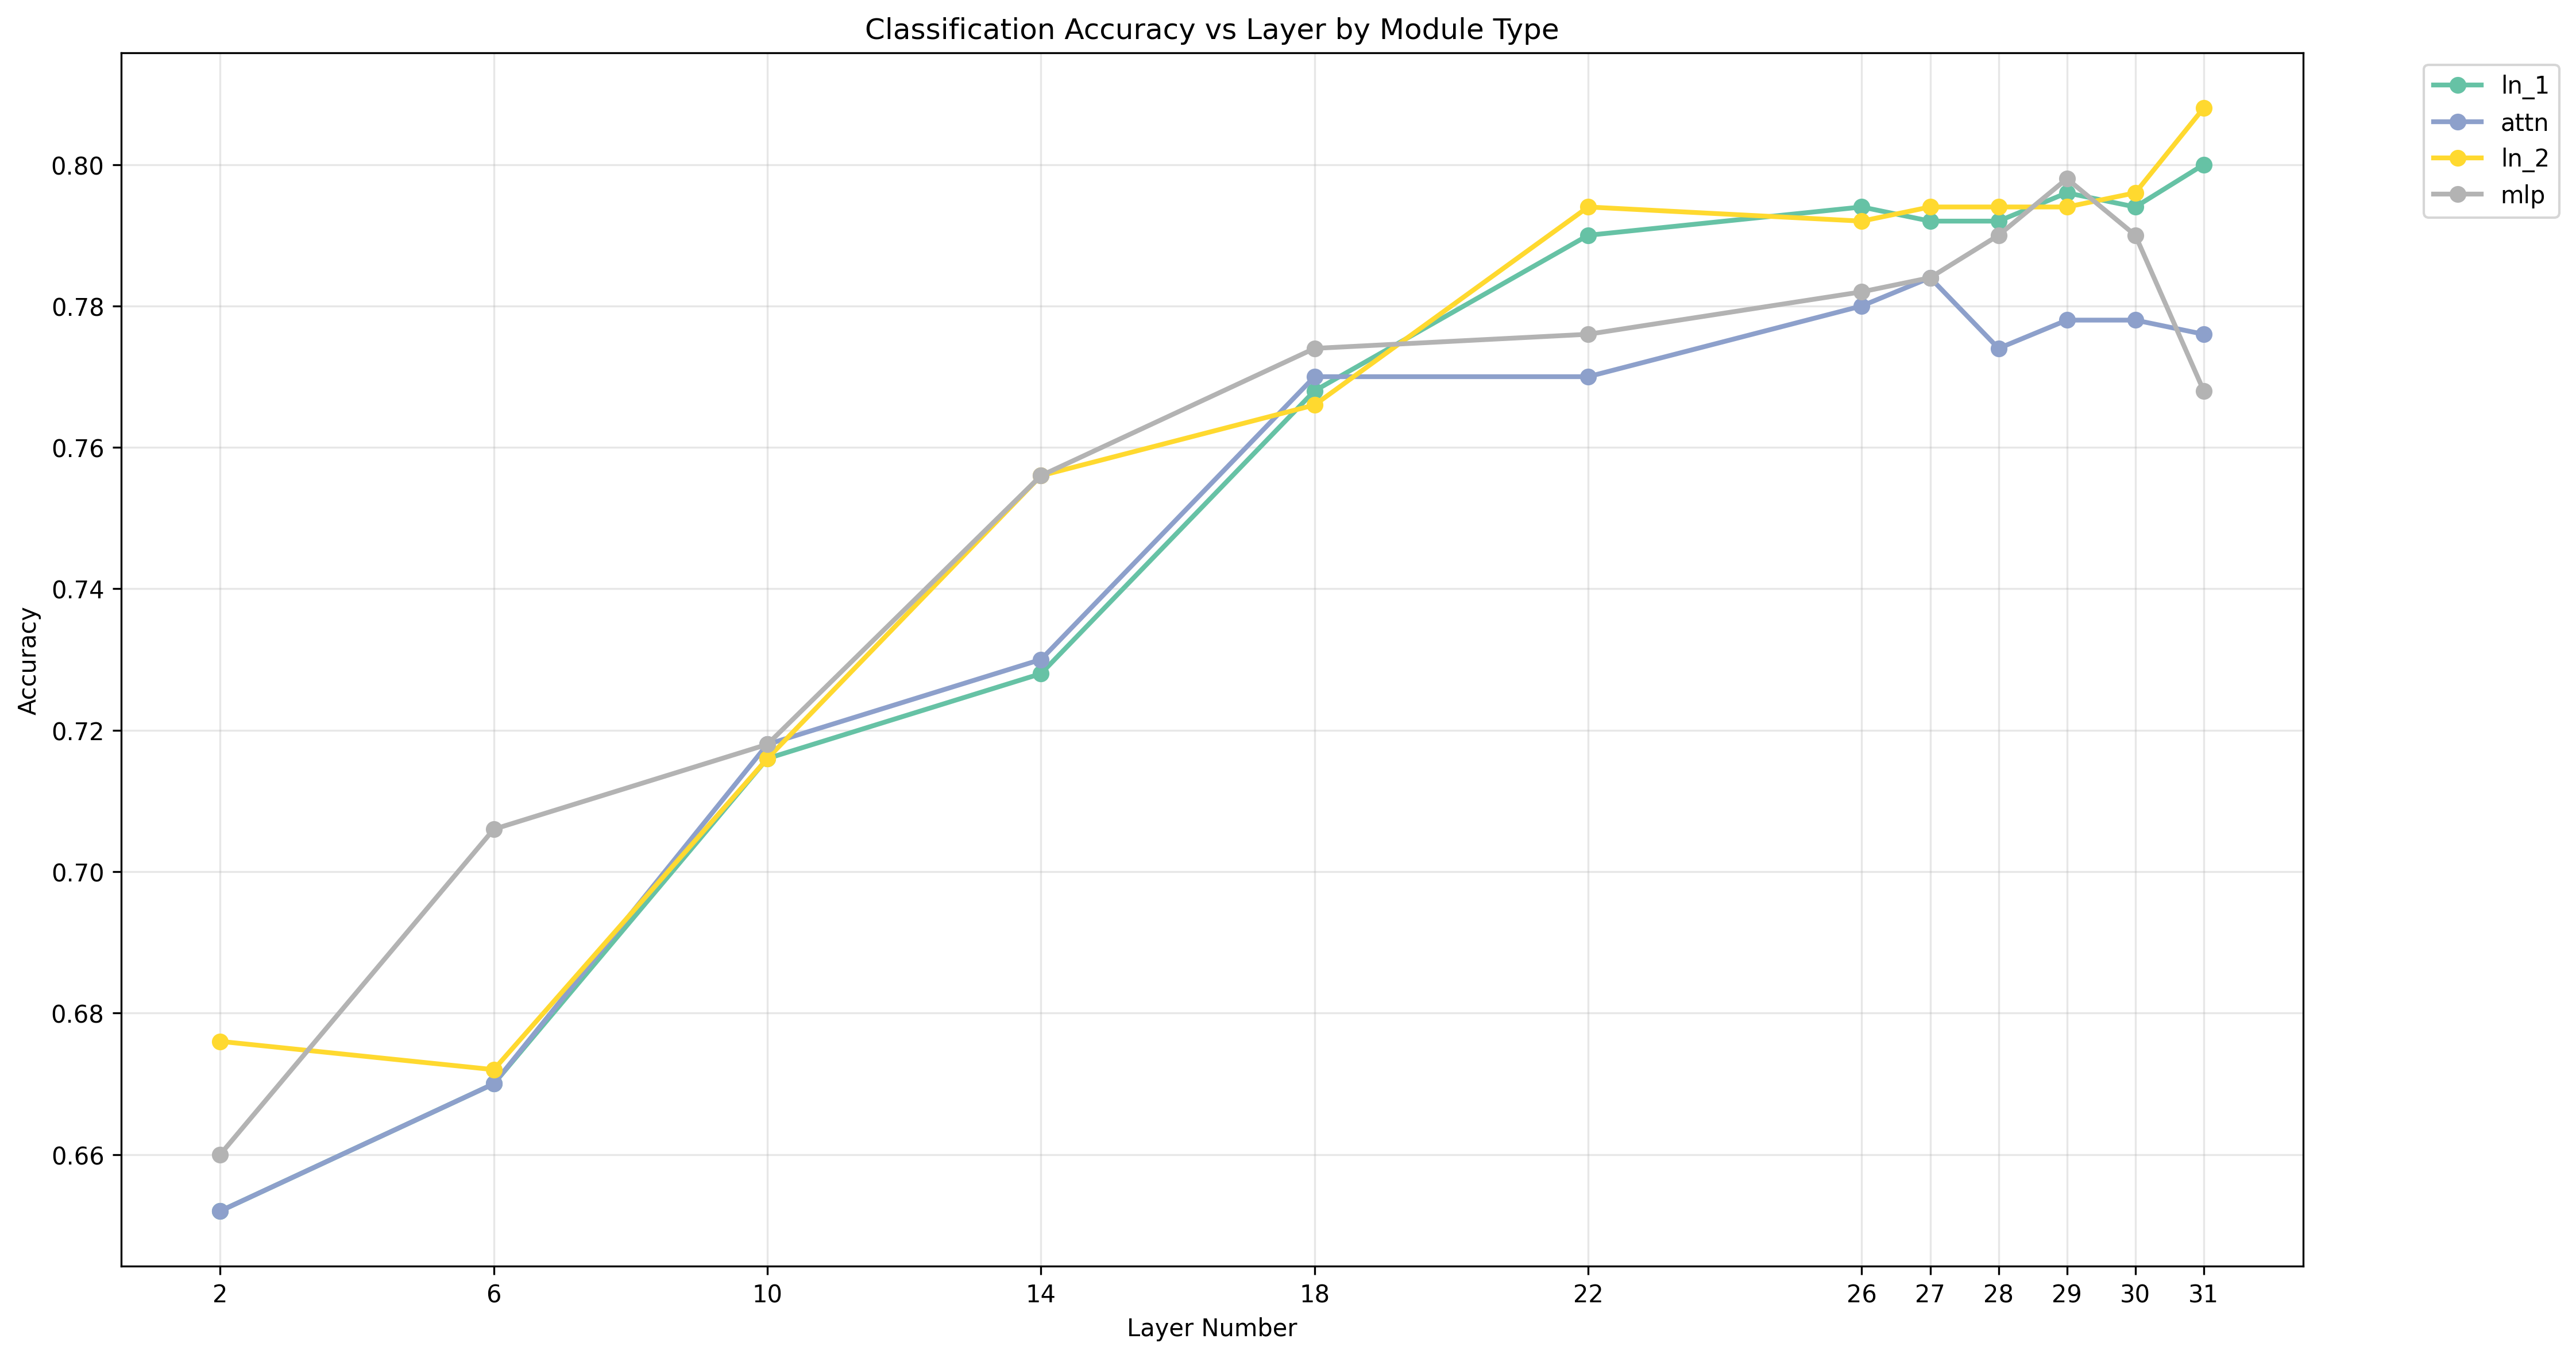 Classification Accuracy vs Layer by Module Type
ln_1
attn
ln_2
mlp
0.80
0.78
0.76
0.74
0.72
0.70
0.68
0.66
Accuracy
2 6 10 14 18 22 26 27 28 29 30 31
Layer Number